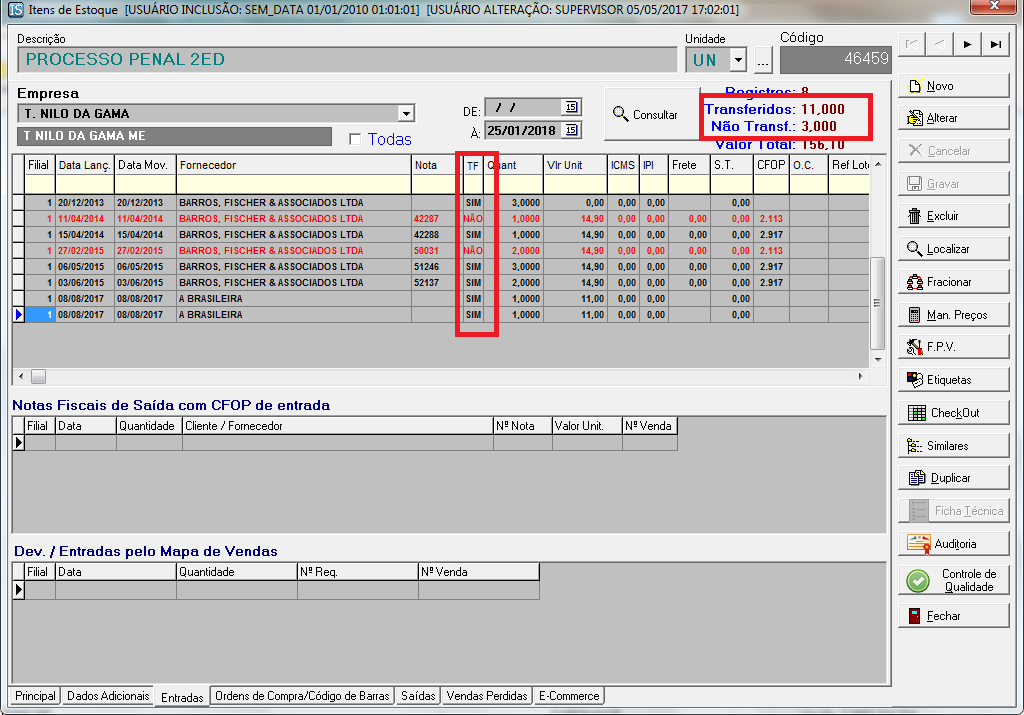 Itens de Estoque [USUÁRIO INCLUSÃO: SEM_DATA 01/01/2010 01:01:01] [USUÁRIO ALTERAÇÃO: SUPERVISOR 05/05/2017 17:02:01]
Descrição Unidade Código
PROCESSO PENAL 2ED UN ... 46459
Empresa
T. NILO DA GAMA
T NILO DA GAMA ME
Todas
DE: / /
À: 25/01/2018
Consultar
Registros: 8
Transferidos: 11,000
Não Transf.: 3,000
Valor Total: 156,10
Filial Data Lanç. Data Mov. Fornecedor Nota TF Quant Vlr Unit ICMS IPI Frete S.T. CFOP O.C. Ref Lote
1 20/12/2013 20/12/2013 BARROS, FISCHER & ASSOCIADOS LTDA SIM 3,0000 0,00 0,00 0,00 0,00
1 11/04/2014 11/04/2014 BARROS, FISCHER & ASSOCIADOS LTDA 42287 NÃO 1,0000 14,90 0,00 0,00 0,00 0,00 2.113
1 15/04/2014 15/04/2014 BARROS, FISCHER & ASSOCIADOS LTDA 42288 SIM 1,0000 14,90 0,00 0,00 0,00 0,00 2.917
1 27/02/2015 27/02/2015 BARROS, FISCHER & ASSOCIADOS LTDA 50031 NÃO 2,0000 14,90 0,00 0,00 0,00 0,00 2.113
1 06/05/2015 06/05/2015 BARROS, FISCHER & ASSOCIADOS LTDA 51246 SIM 3,0000 14,90 0,00 0,00 0,00 0,00 2.917
1 03/06/2015 03/06/2015 BARROS, FISCHER & ASSOCIADOS LTDA 52137 SIM 2,0000 14,90 0,00 0,00 0,00 0,00 2.917
1 08/08/2017 08/08/2017 A BRASILEIRA SIM 1,0000 11,00 0,00 0,00 0,00
1 08/08/2017 08/08/2017 A BRASILEIRA SIM 1,0000 11,00 0,00 0,00 0,00
Notas Fiscais de Saída com CFOP de entrada
Filial Data Quantidade Cliente / Fornecedor Nº Nota Valor Unit. Nº Venda
Dev. / Entradas pelo Mapa de Vendas
Filial Data Quantidade Nº Req. Nº Venda
Principal Dados Adicionais Entradas Ordens de Compra/Código de Barras Saídas Vendas Perdidas E-Commerce
Novo
Alterar
Cancelar
Gravar
Excluir
Localizar
Fracionar
Man. Preços
F.P.V.
Etiquetas
CheckOut
Similares
Duplicar
Ficha Técnica
Auditoria
Controle de
Qualidade
Fechar